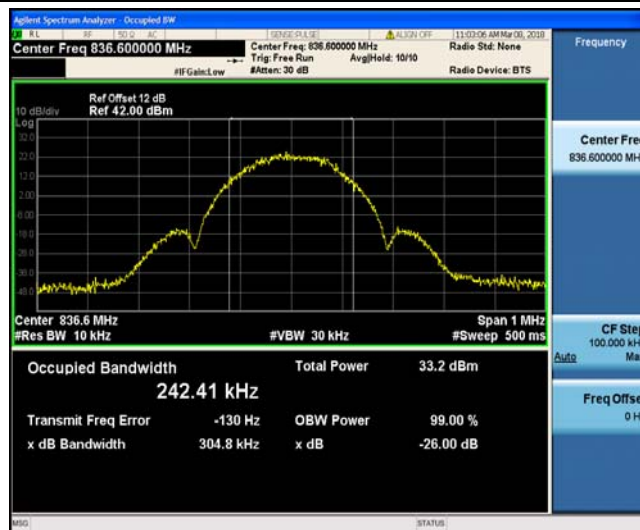 Agilent Spectrum Analyzer - Occupied BW
RL RF 50 Ω AC SENSE:PULSE ALIGN OFF 11:03:06 AM Mar 00, 2018
Center Freq 836.600000 MHz
Center Freq: 836.600000 MHz
Radio Std: None
Trig: Free Run Avg|Hold: 10/10
#IFGain:Low #Atten: 30 dB Radio Device: BTS
Ref Offset 12 dB
10 dB/div Ref 42.00 dBm
Log
32.0
22.0
12.0
2.00
-8.00
-18.0
-28.0
-38.0
-48.0
Center 836.6 MHz Span 1 MHz
#Res BW 10 kHz #VBW 30 kHz #Sweep 500 ms
Occupied Bandwidth Total Power 33.2 dBm
242.41 kHz
Transmit Freq Error -130 Hz OBW Power 99.00 %
x dB Bandwidth 304.8 kHz x dB -26.00 dB
MSG STATUS
Frequency
Center Fre
836.600000 MH
CF Step
100.000 kH
Auto Ma
Freq Offse
0 H